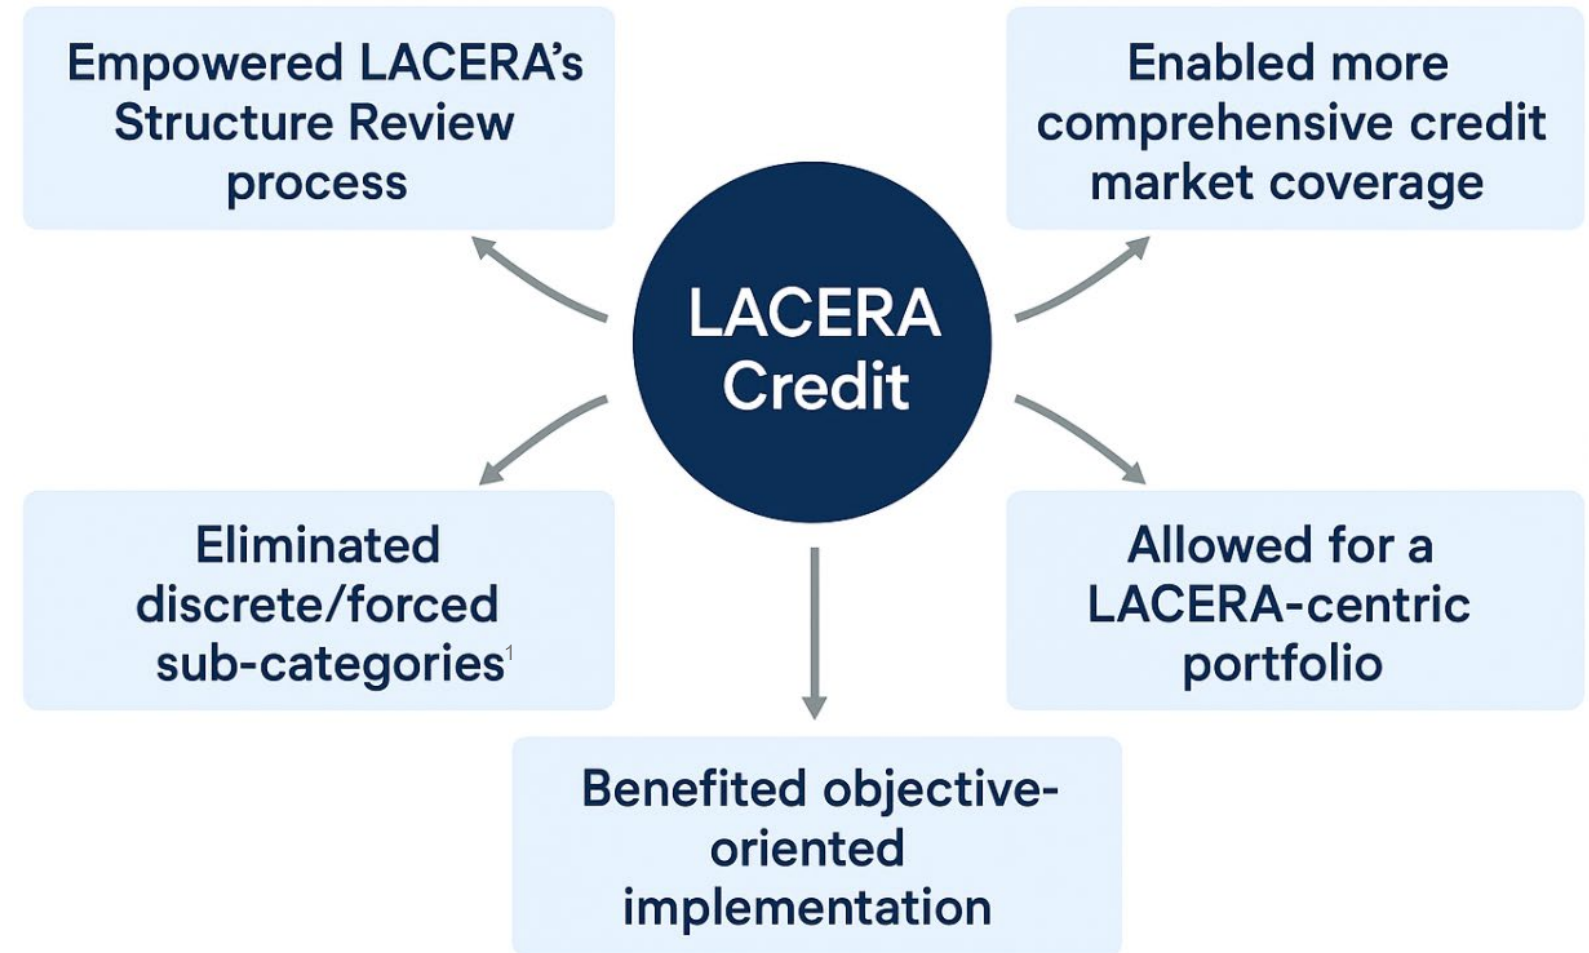 Empowered LACERA’s
Structure Review
process
Enabled more
comprehensive credit
market coverage
LACERA
Credit
Eliminated
discrete/forced
sub-categories¹
Allowed for a
LACERA-centric
portfolio
Benefited objective-
oriented
implementation